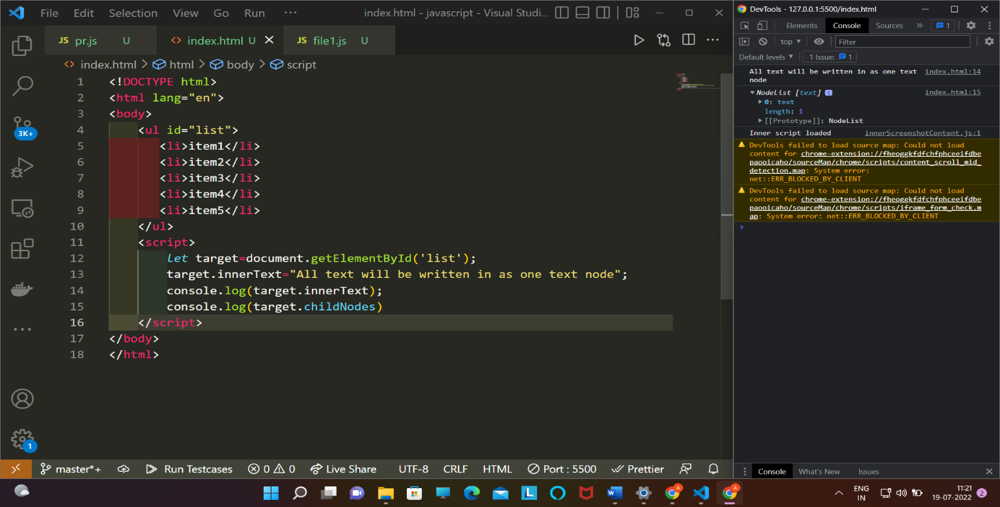 File Edit Selection View Go Run ··· index.html - javascript - Visual Studi...
JS pr.js U <> index.html U JS file1.js U
<> index.html > html > body > script
1 <!DOCTYPE html>
2 <html lang="en">
3 <body>
4 <ul id="list">
5 <li>item1</li>
6 <li>item2</li>
7 <li>item3</li>
8 <li>item4</li>
9 <li>item5</li>
10 </ul>
11 <script>
12 let target=document.getElementById('list');
13 target.innerText="All text will be written in as one text node";
14 console.log(target.innerText);
15 console.log(target.childNodes)
16 </script>
17 </body>
18 </html>
3K+
1
master*+ Run Testcases 0 0 Live Share UTF-8 CRLF HTML Port : 5500 Prettier
DevTools - 127.0.0.1:5500/index.html
Elements Console Sources » 1
top ▼ Filter
Default levels ▼ 1 Issue: 1
All text will be written in as one text index.html:14
node
▼NodeList [text] i index.html:15
▶0: text
length: 1
▶[[Prototype]]: NodeList
Inner script loaded innerScreenshotContent.js:1
DevTools failed to load source map: Could not load
content for chrome-extension://fheoggkfdfchfphceeifdbe
paooicaho/sourceMap/chrome/scripts/content_scroll_mid_
detection.map: System error:
net::ERR_BLOCKED_BY_CLIENT
DevTools failed to load source map: Could not load
content for chrome-extension://fheoggkfdfchfphceeifdbe
paooicaho/sourceMap/chrome/scripts/iframe_form_check.m
ap: System error: net::ERR_BLOCKED_BY_CLIENT
>
Console What's New Issues
L W A A
ENG
IN
11:21
19-07-2022 2